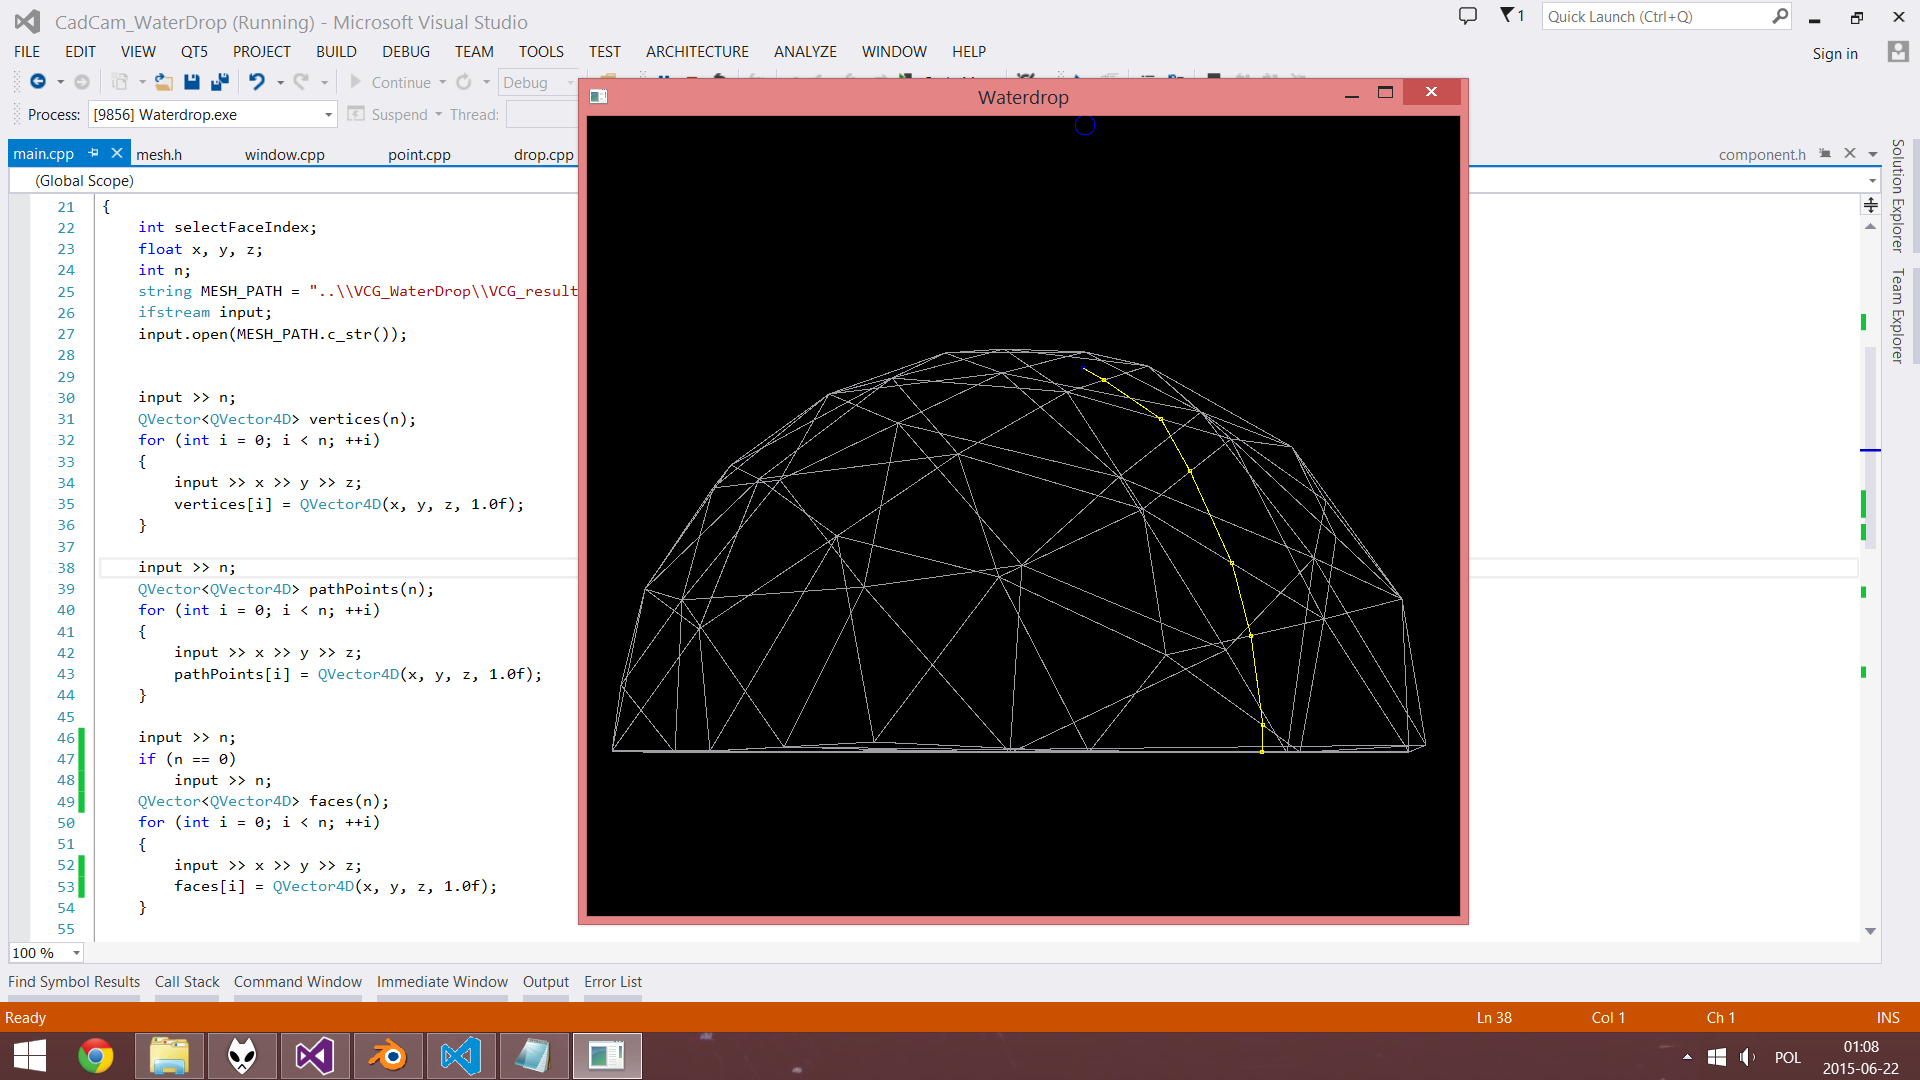 CadCam_WaterDrop (Running) - Microsoft Visual Studio
1
Quick Launch (Ctrl+Q)
FILE EDIT VIEW QT5 PROJECT BUILD DEBUG TEAM TOOLS TEST ARCHITECTURE ANALYZE WINDOW HELP
Sign in
Continue Debug
Process: [9856] Waterdrop.exe Suspend Thread:
Waterdrop
main.cpp mesh.h window.cpp point.cpp drop.cpp
component.h
(Global Scope)
Solution Explorer
Team Explorer
21 {
22 int selectFaceIndex;
23 float x, y, z;
24 int n;
25 string MESH_PATH = "..\\VCG_WaterDrop\\VCG_result
26 ifstream input;
27 input.open(MESH_PATH.c_str());
28
29
30 input >> n;
31 QVector<QVector4D> vertices(n);
32 for (int i = 0; i < n; ++i)
33 {
34 input >> x >> y >> z;
35 vertices[i] = QVector4D(x, y, z, 1.0f);
36 }
37
38 input >> n;
39 QVector<QVector4D> pathPoints(n);
40 for (int i = 0; i < n; ++i)
41 {
42 input >> x >> y >> z;
43 pathPoints[i] = QVector4D(x, y, z, 1.0f);
44 }
45
46 input >> n;
47 if (n == 0)
48 input >> n;
49 QVector<QVector4D> faces(n);
50 for (int i = 0; i < n; ++i)
51 {
52 input >> x >> y >> z;
53 faces[i] = QVector4D(x, y, z, 1.0f);
54 }
55
100 %
Find Symbol Results Call Stack Command Window Immediate Window Output Error List
Ready Ln 38 Col 1 Ch 1 INS
POL
01:08
2015-06-22